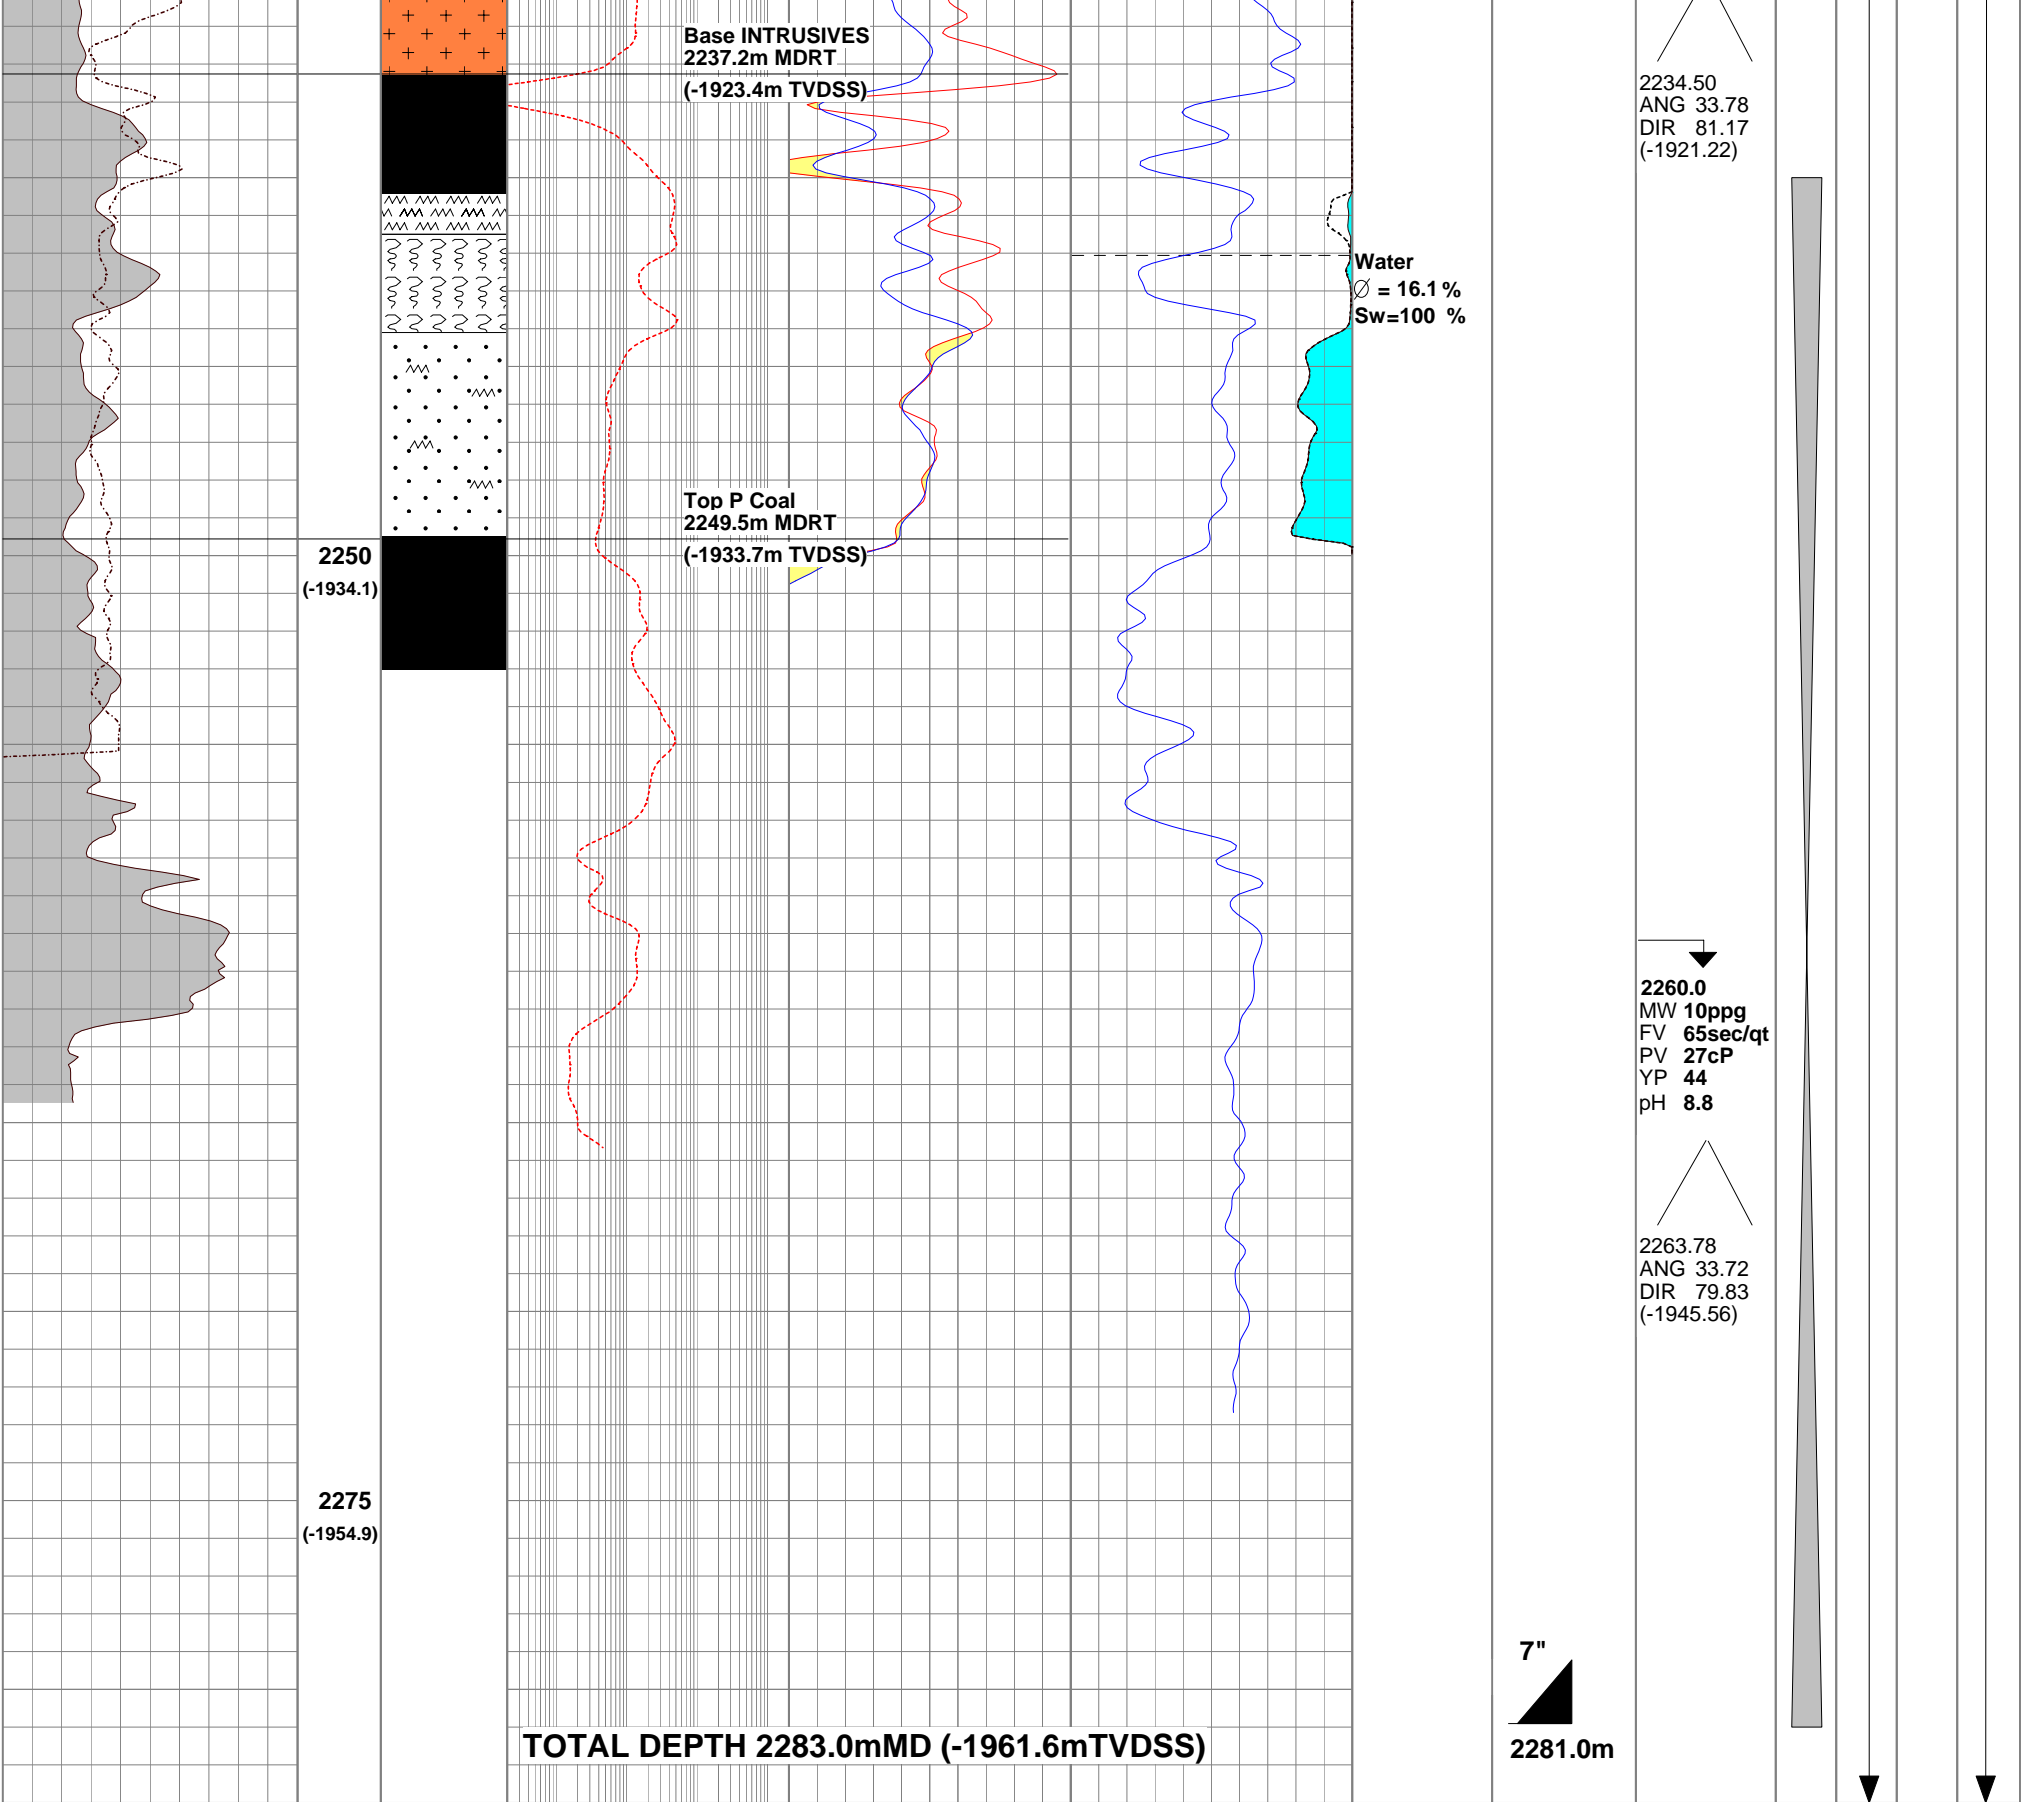 Base INTRUSIVES
2237.2m MDRT
(-1923.4m TVDSS)
2234.50
ANG 33.78
DIR 81.17
(-1921.22)
Water
Ø = 16.1 %
Sw=100 %
Top P Coal
2249.5m MDRT
(-1933.7m TVDSS)
2250
(-1934.1)
2260.0
MW 10ppg
FV 65sec/qt
PV 27cP
YP 44
pH 8.8
2263.78
ANG 33.72
DIR 79.83
(-1945.56)
2275
(-1954.9)
7"
2281.0m
TOTAL DEPTH 2283.0mMD (-1961.6mTVDSS)